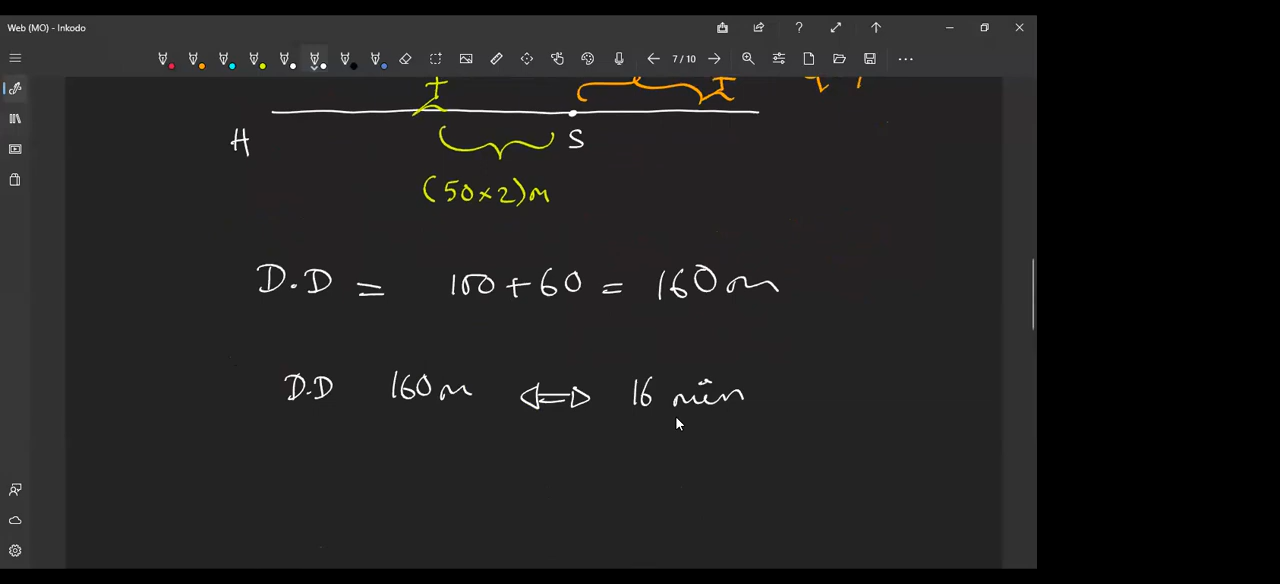 Web (MO) - Inkodo
7 / 10
H
S
(50×2)m
D.D = 100+60 = 160m
D.D 160m ⇔ 16 min